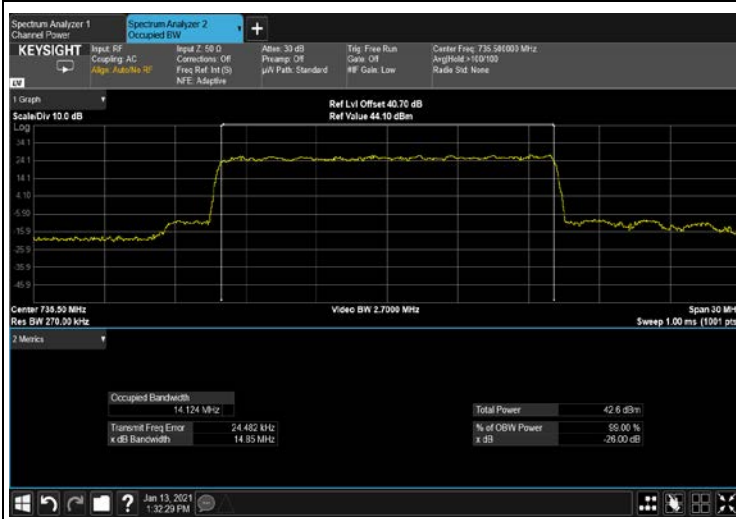 Spectrum Analyzer 1
Channel Power
Spectrum Analyzer 2
Occupied BW
+
KEYSIGHT
LV
Input: RF
Coupling: AC
Align: Auto/No RF
Input Z: 50 Ω
Corrections: Off
Freq Ref: Int (S)
NFE: Adaptive
Atten: 30 dB
Preamp: Off
µW Path: Standard
Trig: Free Run
Gate: Off
#IF Gain: Low
Center Freq: 735.500000 MHz
Avg|Hold:>100/100
Radio Std: None
1 Graph
Scale/Div 10.0 dB
Ref Lvl Offset 40.70 dB
Ref Value 44.10 dBm
Log
34.1
24.1
14.1
4.10
-5.90
-15.9
-25.9
-35.9
-45.9
Center 735.50 MHz
Res BW 270.00 kHz
Video BW 2.7000 MHz
Span 30 MH
Sweep 1.00 ms (1001 pts
2 Metrics
Occupied Bandwidth
14.124 MHz
Transmit Freq Error 24.482 kHz
x dB Bandwidth 14.85 MHz
Total Power 42.6 dBm
% of OBW Power 99.00 %
x dB -26.00 dB
?
Jan 13, 2021
1:32:29 PM